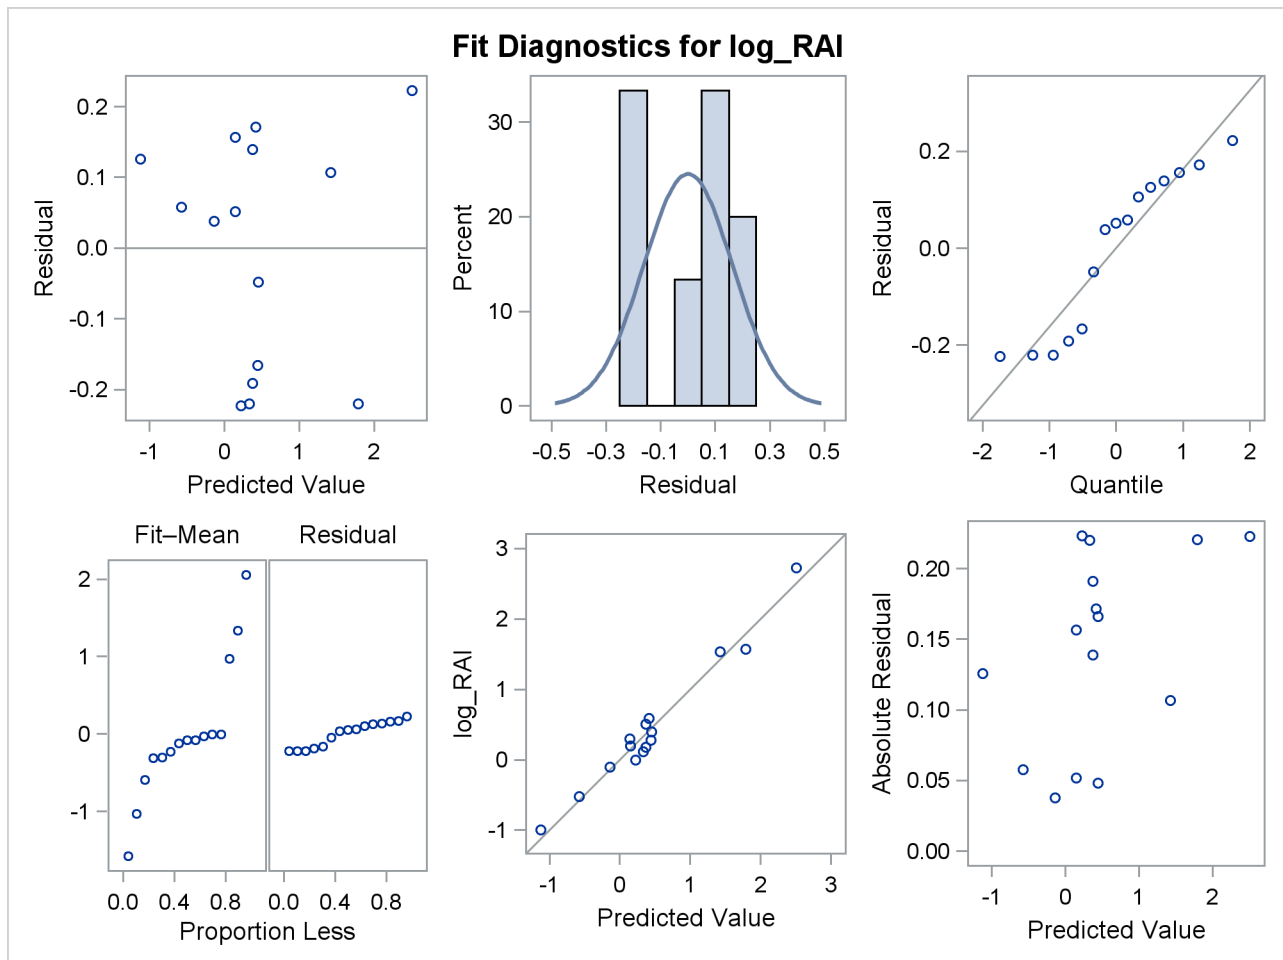 Fit Diagnostics for log_RAI
0.2
0.1
0.0
-0.1
-0.2
Residual
-1 0 1 2
Predicted Value
30
20
10
0
Percent
-0.5 -0.3 -0.1 0.1 0.3 0.5
Residual
0.2
0.0
-0.2
Residual
-2 -1 0 1 2
Quantile
Fit–Mean Residual
2
1
0
-1
0.0 0.4 0.8 0.0 0.4 0.8
Proportion Less
3
2
1
0
-1
log_RAI
-1 0 1 2 3
Predicted Value
0.20
0.15
0.10
0.05
0.00
Absolute Residual
-1 0 1 2
Predicted Value